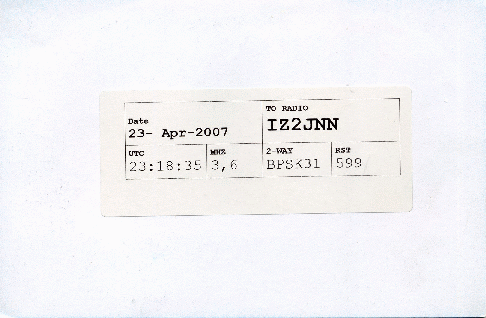 Date
23- Apr-2007
TO RADIO
IZ2JNN
UTC
23:18:35
MHZ
3,6
2-WAY
BPSK31
RST
599